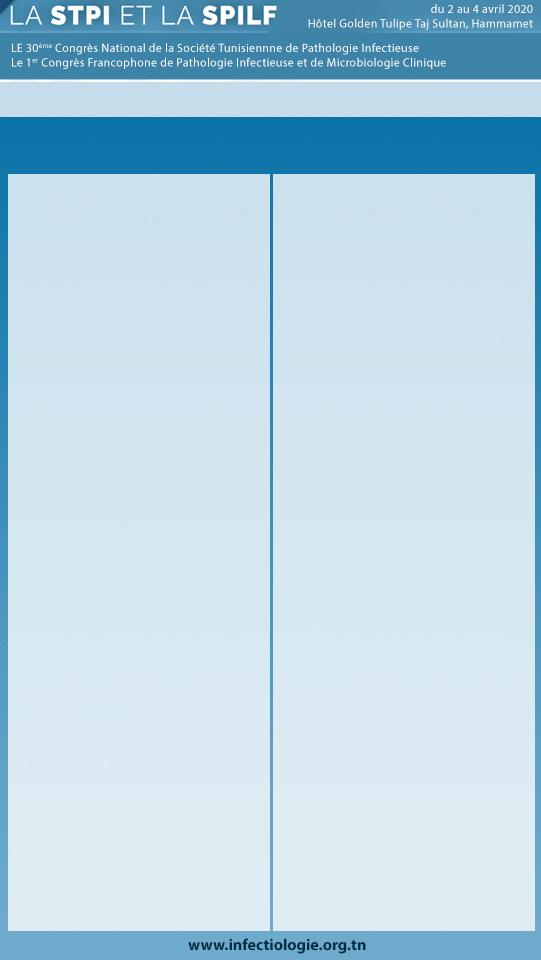 LA STPI ET LA SPILF
du 2 au 4 avril 2020
Hôtel Golden Tulipe Taj Sultan, Hammamet
LE 30ème Congrès National de la Société Tunisiennne de Pathologie Infectieuse
Le 1er Congrès Francophone de Pathologie Infectieuse et de Microbiologie Clinique
www.infectiologie.org.tn